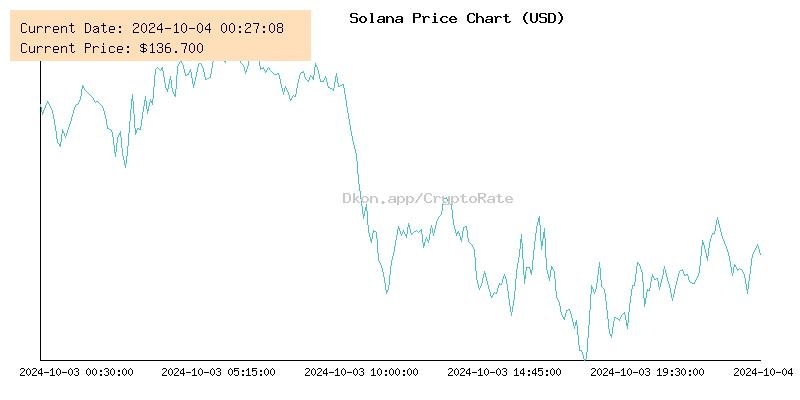 Solana Price Chart (USD)
Current Date: 2024-10-04 00:27:08
Current Price: $136.700
Dkon.app/CryptoRate
2024-10-03 00:30:00 2024-10-03 05:15:00 2024-10-03 10:00:00 2024-10-03 14:45:00 2024-10-03 19:30:00 2024-10-04